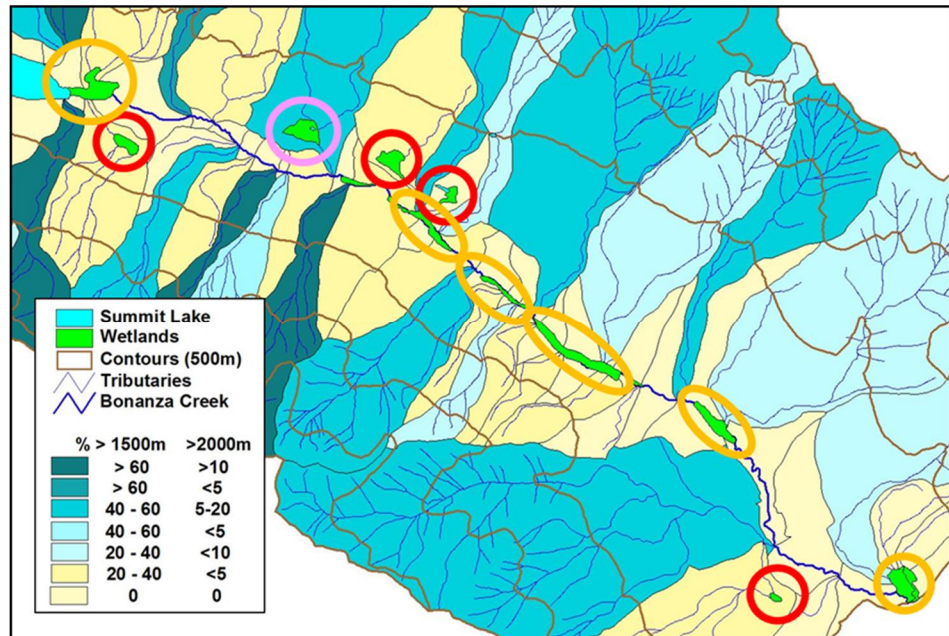 Summit Lake
Wetlands
Contours (500m)
Tributaries
Bonanza Creek
% > 1500m >2000m
> 60 >10
> 60 <5
40 - 60 5-20
40 - 60 <5
20 - 40 <10
20 - 40 <5
0 0